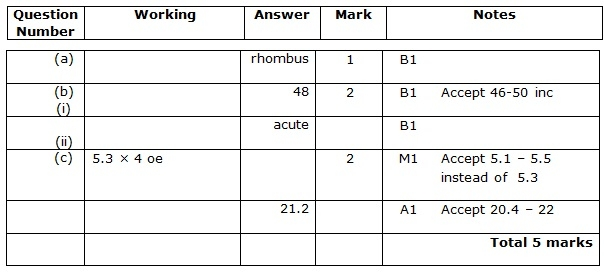 Question Number Working Answer Mark Notes
(a) rhombus 1 B1
(b) (i) 48 2 B1 Accept 46-50 inc
(ii) acute B1
(c) 5.3 × 4 oe 2 M1 Accept 5.1 – 5.5
instead of 5.3
21.2 A1 Accept 20.4 – 22
Total 5 marks